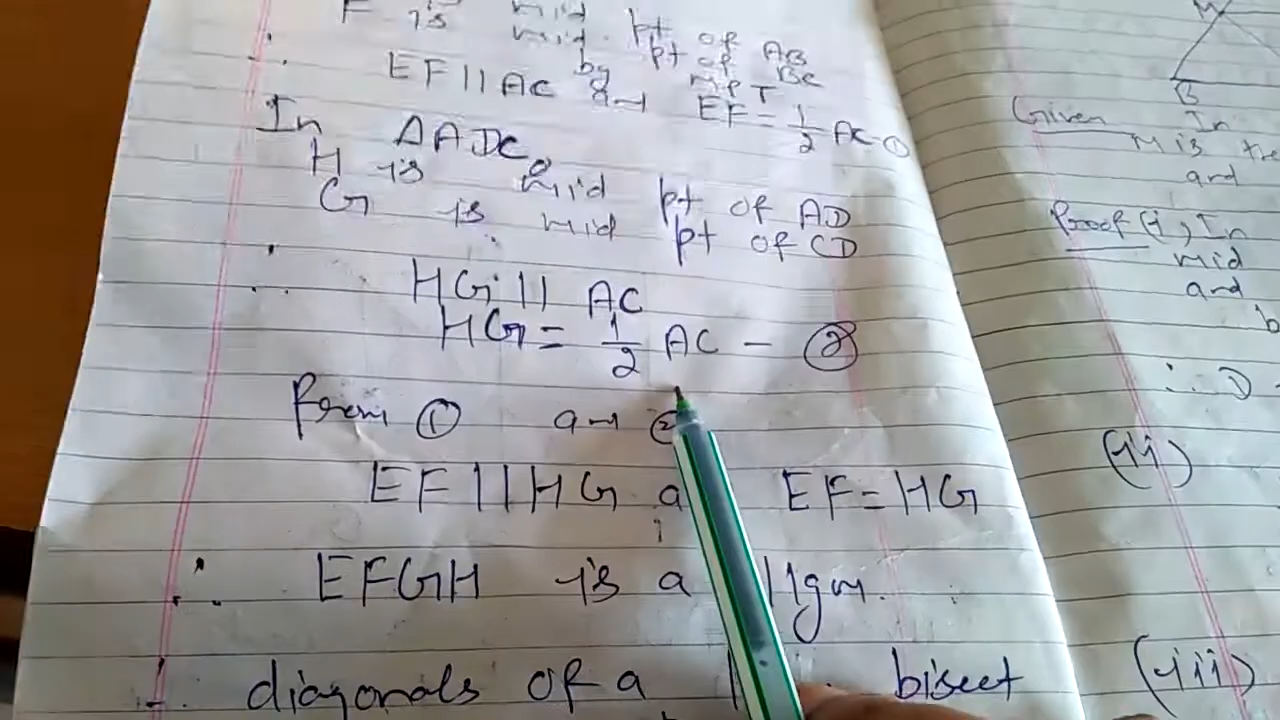 F is mid pt of AB
mid pt of BC
∴ EF || AC by MPT and EF = 1/2 AC - ①
In ΔADC,
H is mid pt of AD
G is mid pt of CD
∴ HG || AC
HG = 1/2 AC - ②
From ① and ②
EF || HG a EF = HG
∴ EFGH is a ||gm.
∴ diagonals of a bisect
M
B
Given In
M is the
and
Proof (i) In
mid
and
b
∴ D
(ii)
(iii)